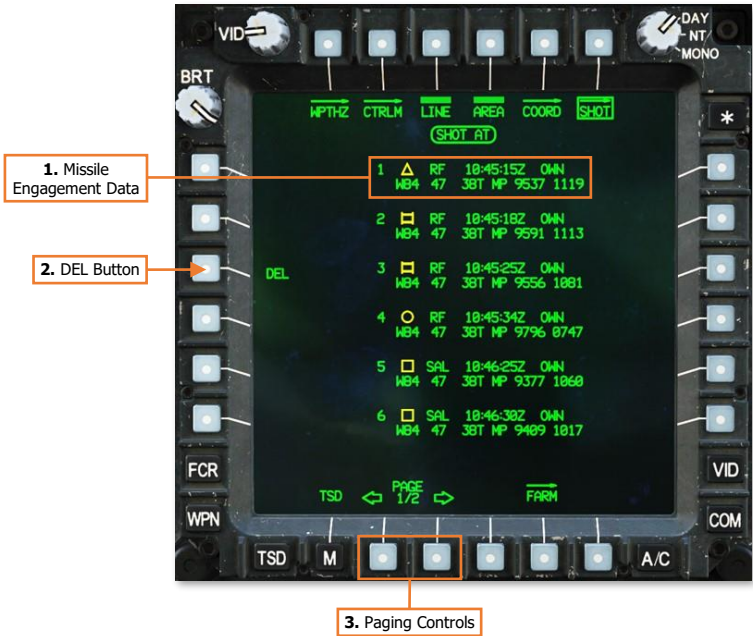 VID
DAY
NT
MONO
BRT
WPTHZ CTRLM LINE AREA COORD SHOT
*
SHOT AT
1. Missile
Engagement Data
1 RF 10:45:15Z OWN
W84 47 38T MP 9537 1119
2 RF 10:45:18Z OWN
W84 47 38T MP 9591 1113
2. DEL Button
DEL
3 RF 10:45:25Z OWN
W84 47 38T MP 9556 1081
4 RF 10:45:34Z OWN
W84 47 38T MP 9796 0747
5 SAL 10:46:25Z OWN
W84 47 38T MP 9377 1060
6 SAL 10:46:30Z OWN
W84 47 38T MP 9409 1017
FCR
VID
PAGE
TSD 1/2 FARM
WPN
COM
TSD M A/C
3. Paging Controls